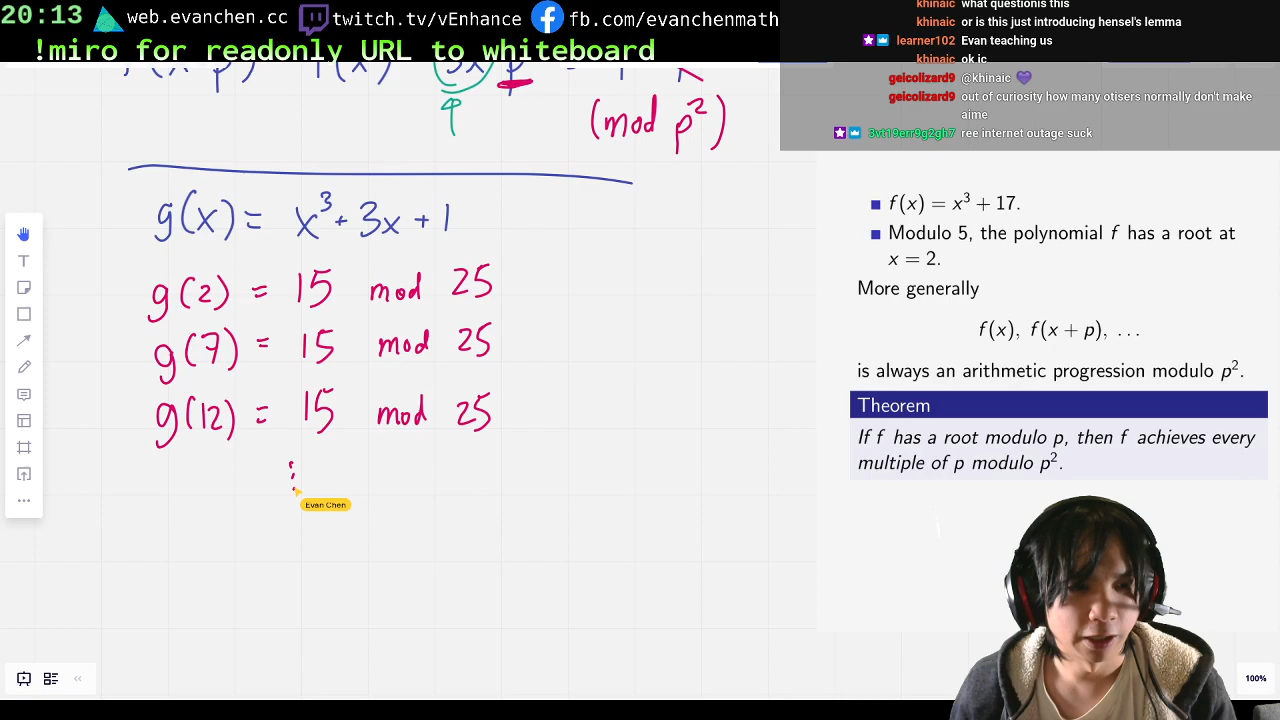 20:13 web.evanchen.cc twitch.tv/vEnhance fb.com/evanchenmath
!miro for readonly URL to whiteboard
khinaic what questionis this
khinaic or is this just introducing hensel's lemma
learner102 Evan teaching us
khinaic ok ic
geicolizard9 @khinaic 💜
geicolizard9 out of curiosity how many otisers normally don't make
aime
3vt19err9g2gh7 ree internet outage suck
(mod p²)
g(x) = x³ + 3x + 1
g(2) = 15 mod 25
g(7) = 15 mod 25
g(12) = 15 mod 25
⋮
Evan Chen
f(x) = x³ + 17.
Modulo 5, the polynomial f has a root at
x = 2.
More generally
f(x), f(x + p), ...
is always an arithmetic progression modulo p².
Theorem
If f has a root modulo p, then f achieves every
multiple of p modulo p².
100%